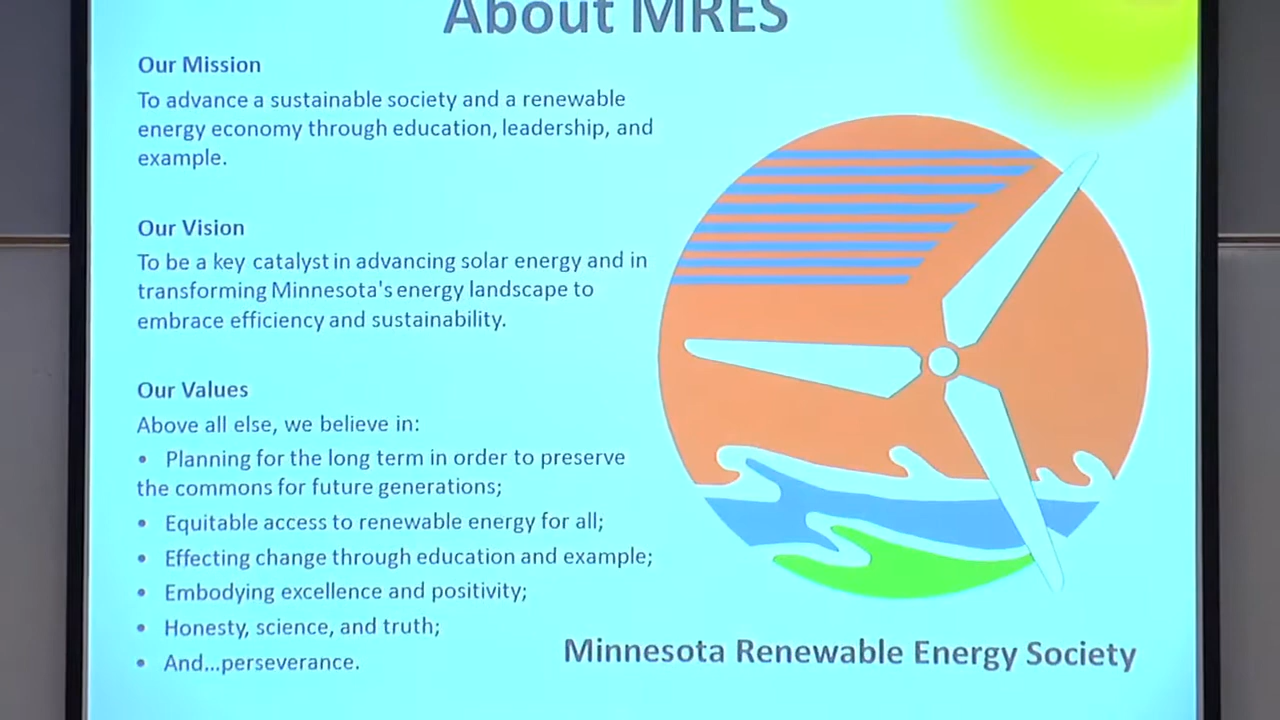 About MRES
Our Mission
To advance a sustainable society and a renewable
energy economy through education, leadership, and
example.
Our Vision
To be a key catalyst in advancing solar energy and in
transforming Minnesota's energy landscape to
embrace efficiency and sustainability.
Our Values
Above all else, we believe in:
• Planning for the long term in order to preserve
the commons for future generations;
• Equitable access to renewable energy for all;
• Effecting change through education and example;
• Embodying excellence and positivity;
• Honesty, science, and truth;
• And...perseverance.
Minnesota Renewable Energy Society